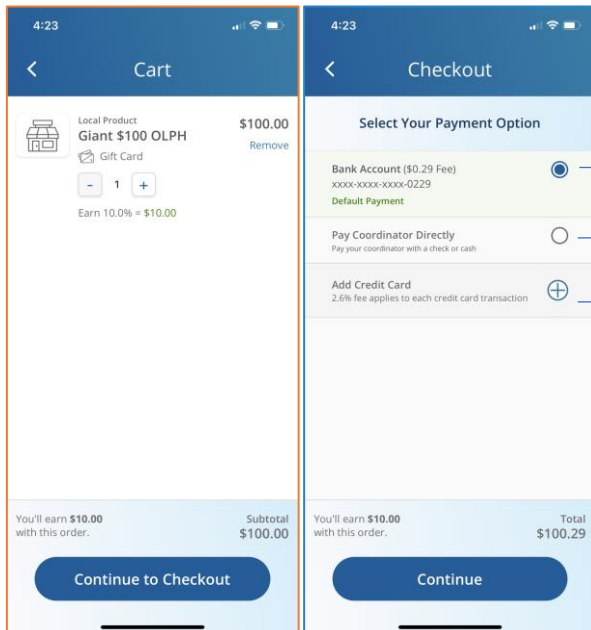 4:23
Cart
Local Product
Giant $100 OLPH
$100.00
Gift Card
Remove
- 1 +
Earn 10.0% = $10.00
You'll earn $10.00
with this order.
Subtotal
$100.00
Continue to Checkout
4:23
Checkout
Select Your Payment Option
Bank Account ($0.29 Fee)
xxxx-xxxx-xxxx-0229
Default Payment
Pay Coordinator Directly
Pay your coordinator with a check or cash
Add Credit Card
2.6% fee applies to each credit card transaction
You'll earn $10.00
with this order.
Total
$100.29
Continue